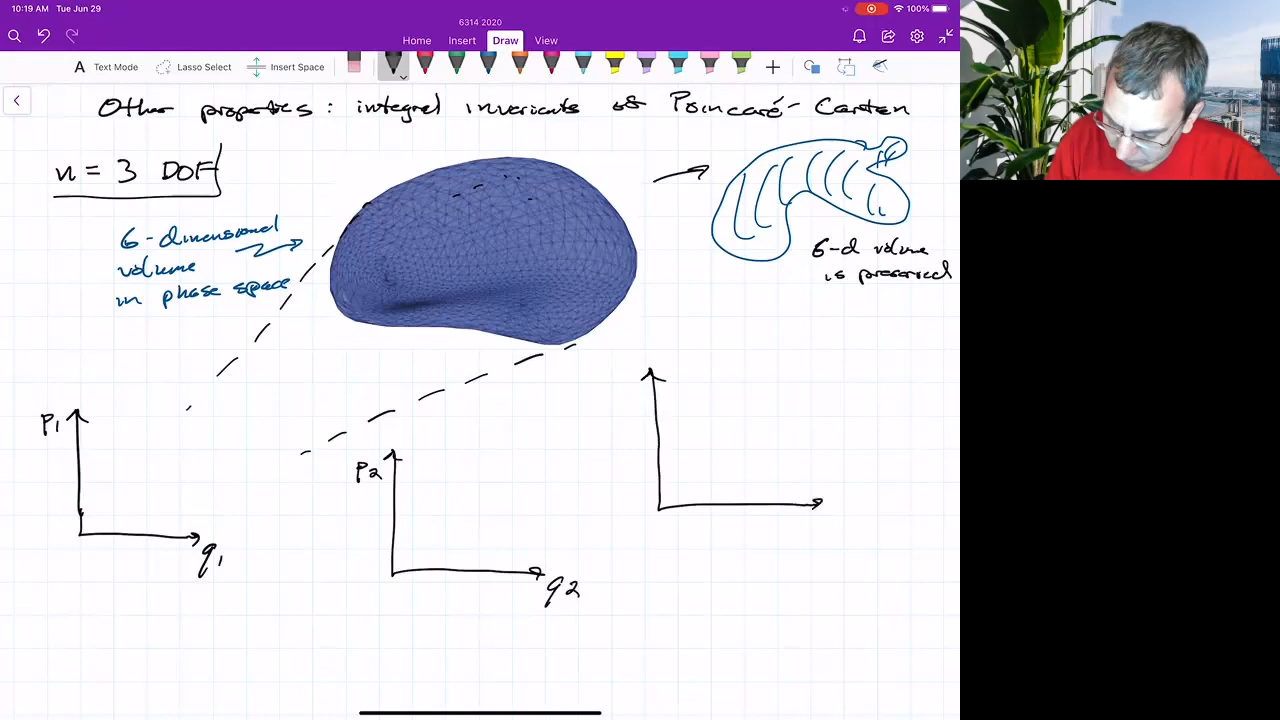 10:19 AM Tue Jun 29
100%
6314 2020
Home Insert Draw View
Text Mode Lasso Select Insert Space
Other properties: integral invariants of Poincaré-Cartan
n = 3 DOF
6-dimensional
volume
in phase space
6-d volume
is preserved
p1
q1
p2
q2